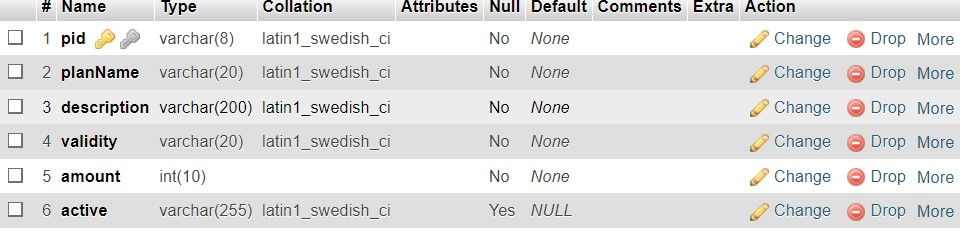 # Name Type Collation Attributes Null Default Comments Extra Action
1 pid varchar(8) latin1_swedish_ci No None Change Drop More
2 planName varchar(20) latin1_swedish_ci No None Change Drop More
3 description varchar(200) latin1_swedish_ci No None Change Drop More
4 validity varchar(20) latin1_swedish_ci No None Change Drop More
5 amount int(10) No None Change Drop More
6 active varchar(255) latin1_swedish_ci Yes NULL Change Drop More